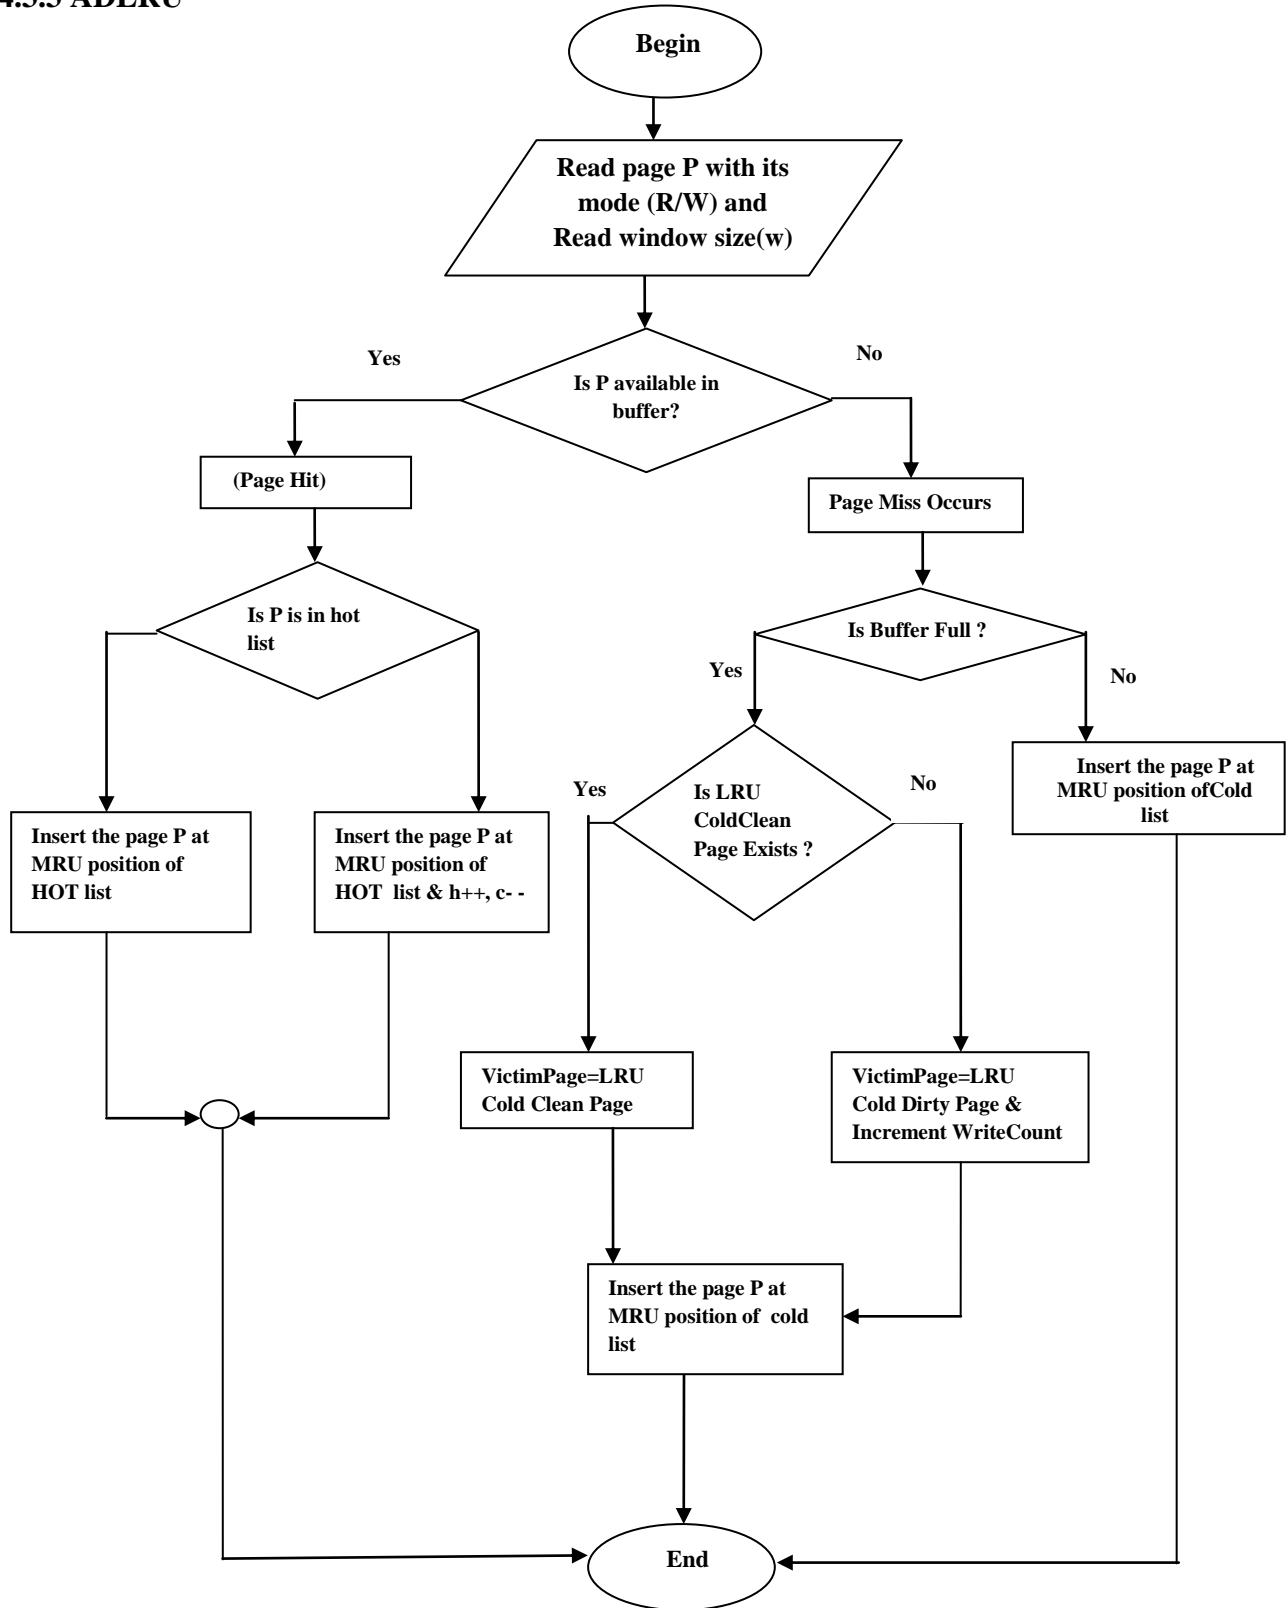 4.3.3 ADLRU
Begin
Read page P with its
mode (R/W) and
Read window size(w)
Yes
No
Is P available in
buffer?
(Page Hit)
Page Miss Occurs
Is P is in hot
list
Is Buffer Full ?
Yes
No
Insert the page P at
MRU position ofCold
list
Yes
No
Is LRU
ColdClean
Page Exists ?
Insert the page P at
MRU position of
HOT list
Insert the page P at
MRU position of
HOT list & h++, c- -
VictimPage=LRU
Cold Clean Page
VictimPage=LRU
Cold Dirty Page &
Increment WriteCount
Insert the page P at
MRU position of cold
list
End